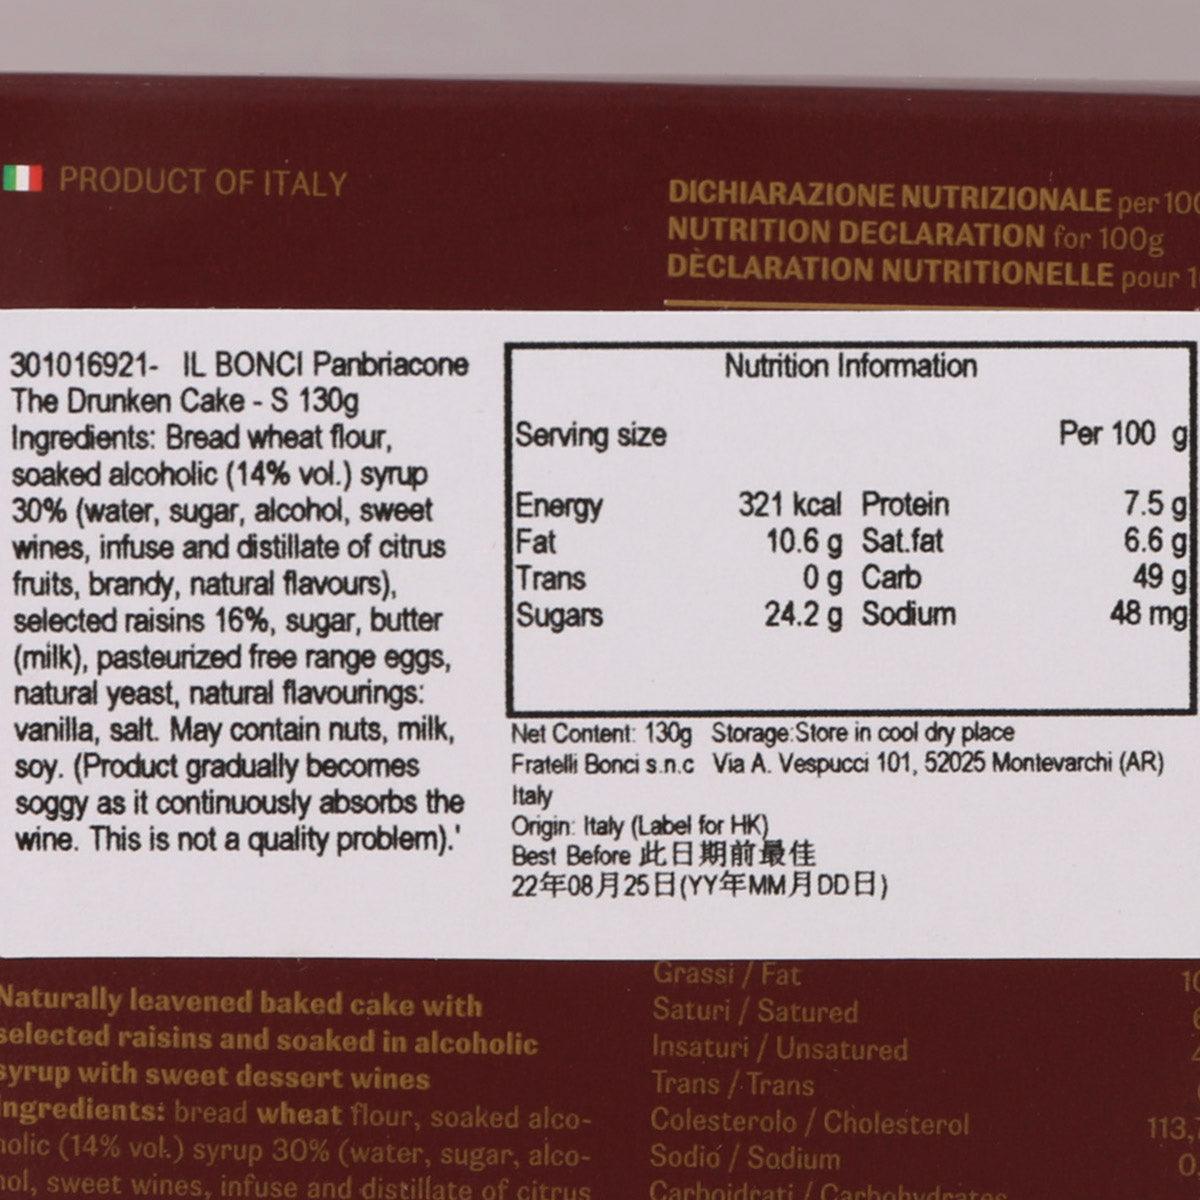 PRODUCT OF ITALY
DICHIARAZIONE NUTRIZIONALE per
NUTRITION DECLARATION for 100g
DÈCLARATION NUTRITIONELLE pour
301016921- IL BONCI Panbriacone
The Drunken Cake - S 130g
Ingredients: Bread wheat flour,
soaked alcoholic (14% vol.) syrup
30% (water, sugar, alcohol, sweet
wines, infuse and distillate of citrus
fruits, brandy, natural flavours),
selected raisins 16%, sugar, butter
(milk), pasteurized free range eggs,
natural yeast, natural flavourings:
vanilla, salt. May contain nuts, milk,
soy. (Product gradually becomes
soggy as it continuously absorbs the
wine. This is not a quality problem).'
Nutrition Information
Serving size Per 100 g
Energy 321 kcal Protein 7.5 g
Fat 10.6 g Sat.fat 6.6 g
Trans 0 g Carb 49 g
Sugars 24.2 g Sodium 48 mg
Net Content: 130g Storage:Store in cool dry place
Fratelli Bonci s.n.c Via A. Vespucci 101, 52025 Montevarchi (AR)
Italy
Origin: Italy (Label for HK)
Best Before 此日期前最佳
22年08月25日(YY年MM月DD日)
Naturally leavened baked cake with
selected raisins and soaked in alcoholic
syrup with sweet dessert wines
Ingredients: bread wheat flour, soaked alco-
holic (14% vol.) syrup 30% (water, sugar, alco-
hol, sweet wines, infuse and distillate of citrus
Grassi / Fat
Saturi / Satured
Insaturi / Unsatured
Trans / Trans
Colesterolo / Cholesterol
Sodio / Sodium
Carboidrati / Carbohydrates